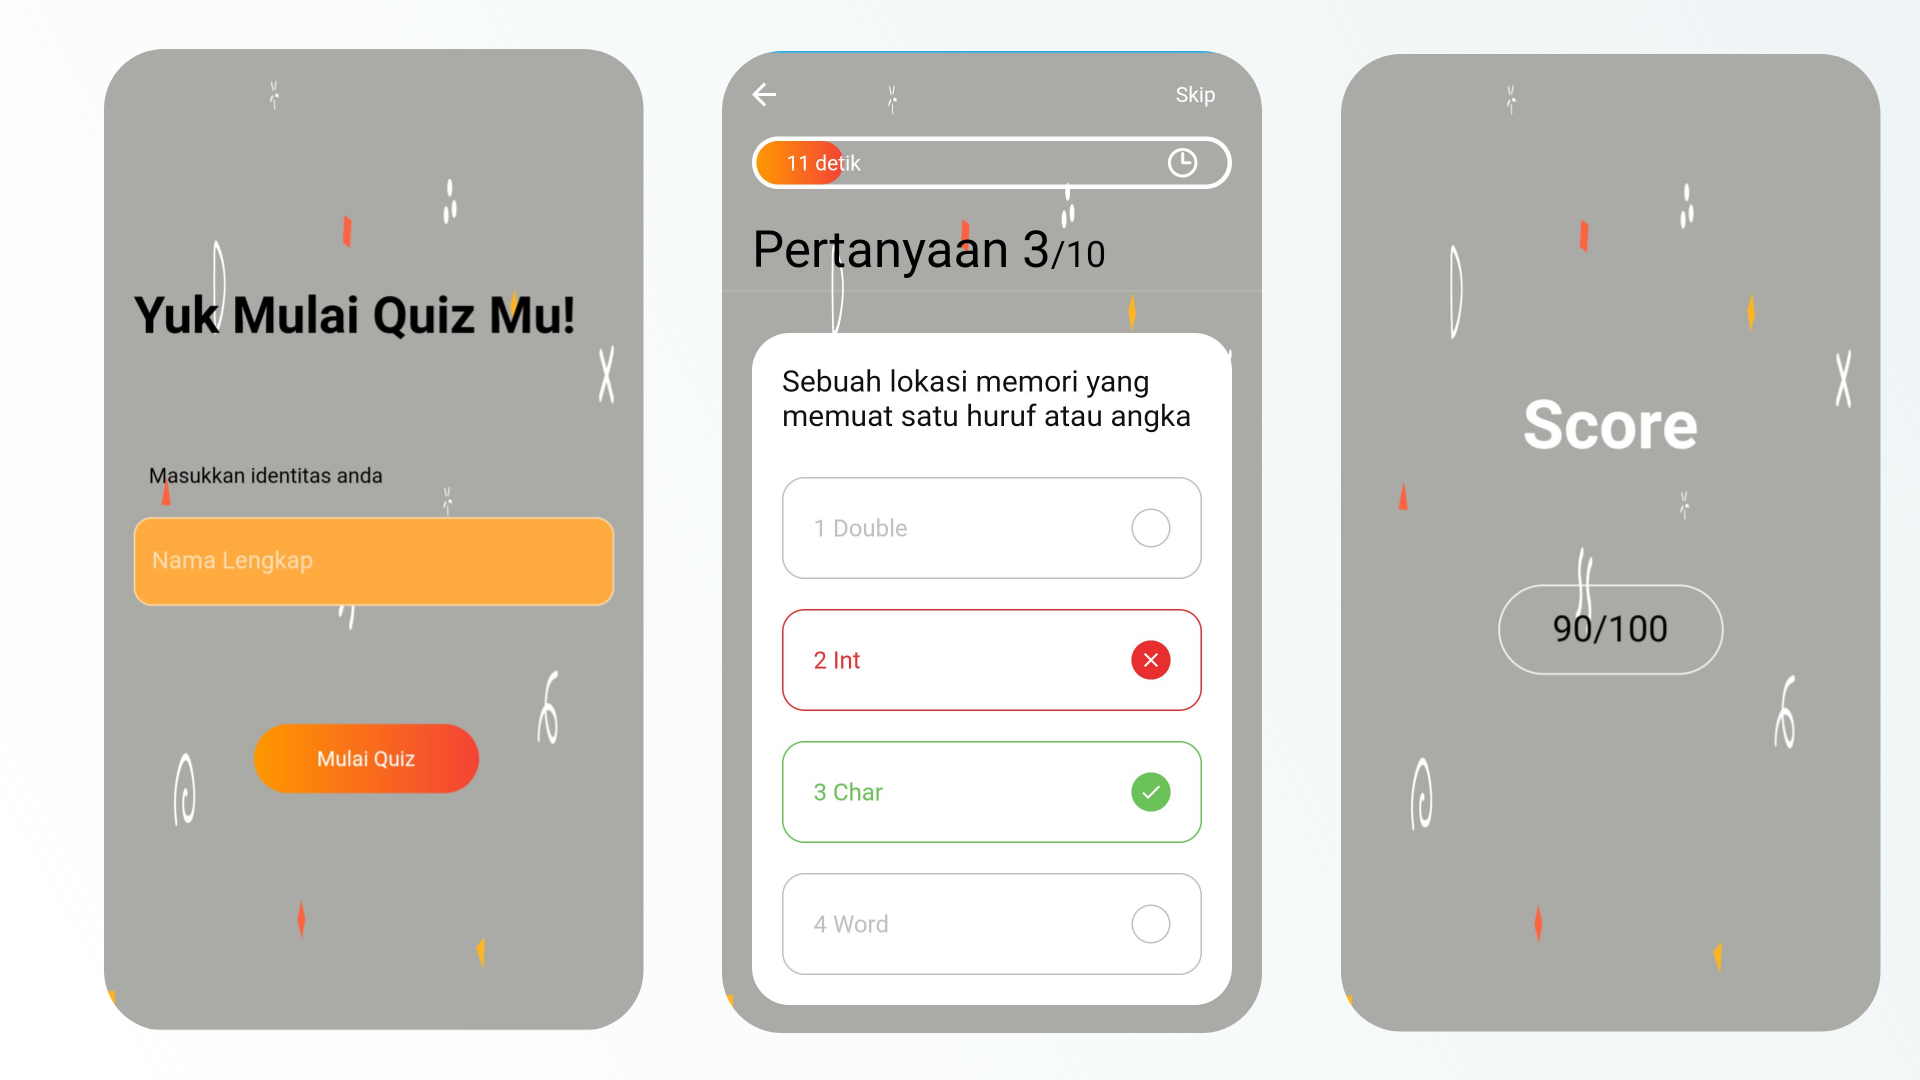 Yuk Mulai Quiz Mu!
Masukkan identitas anda
Nama Lengkap
Mulai Quiz
Skip
11 detik
Pertanyaan 3/10
Sebuah lokasi memori yang
memuat satu huruf atau angka
1 Double
2 Int
3 Char
4 Word
Score
90/100